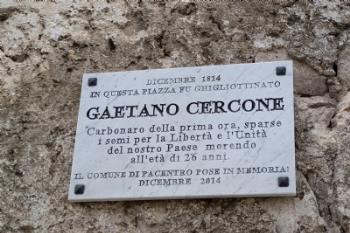 DICEMBRE 1814
IN QUESTA PIAZZA FU GHIGLIOTTINATO
GAETANO CERCONE
Carbonaro della prima ora, sparse
i semi per la Libertà e l'Unità
del nostro Paese morendo
all'età di 26 anni.
IL COMUNE DI PACENTRO POSE IN MEMORIA!
DICEMBRE 2014